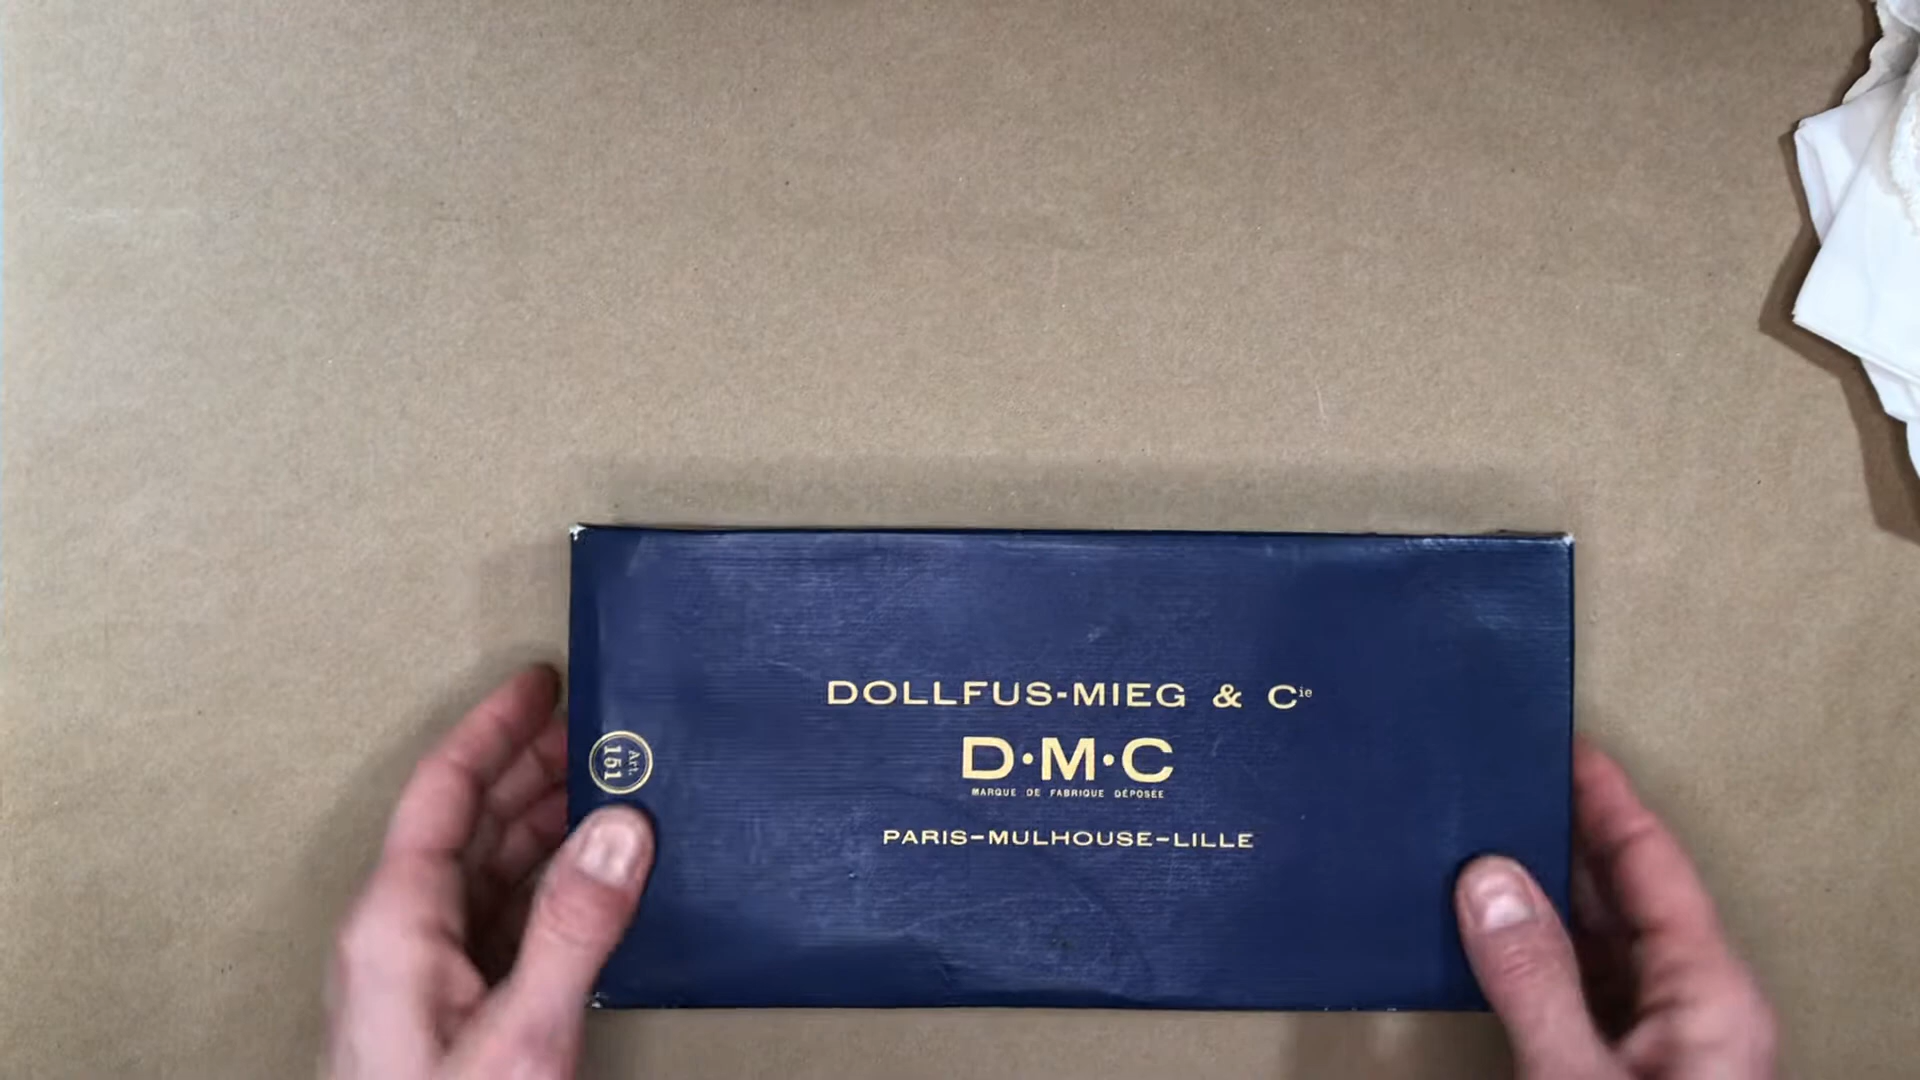 DOLLFUS-MIEG & Cie
D·M·C
MARQUE DE FABRIQUE DÉPOSÉE
PARIS-MULHOUSE-LILLE
Art.
151